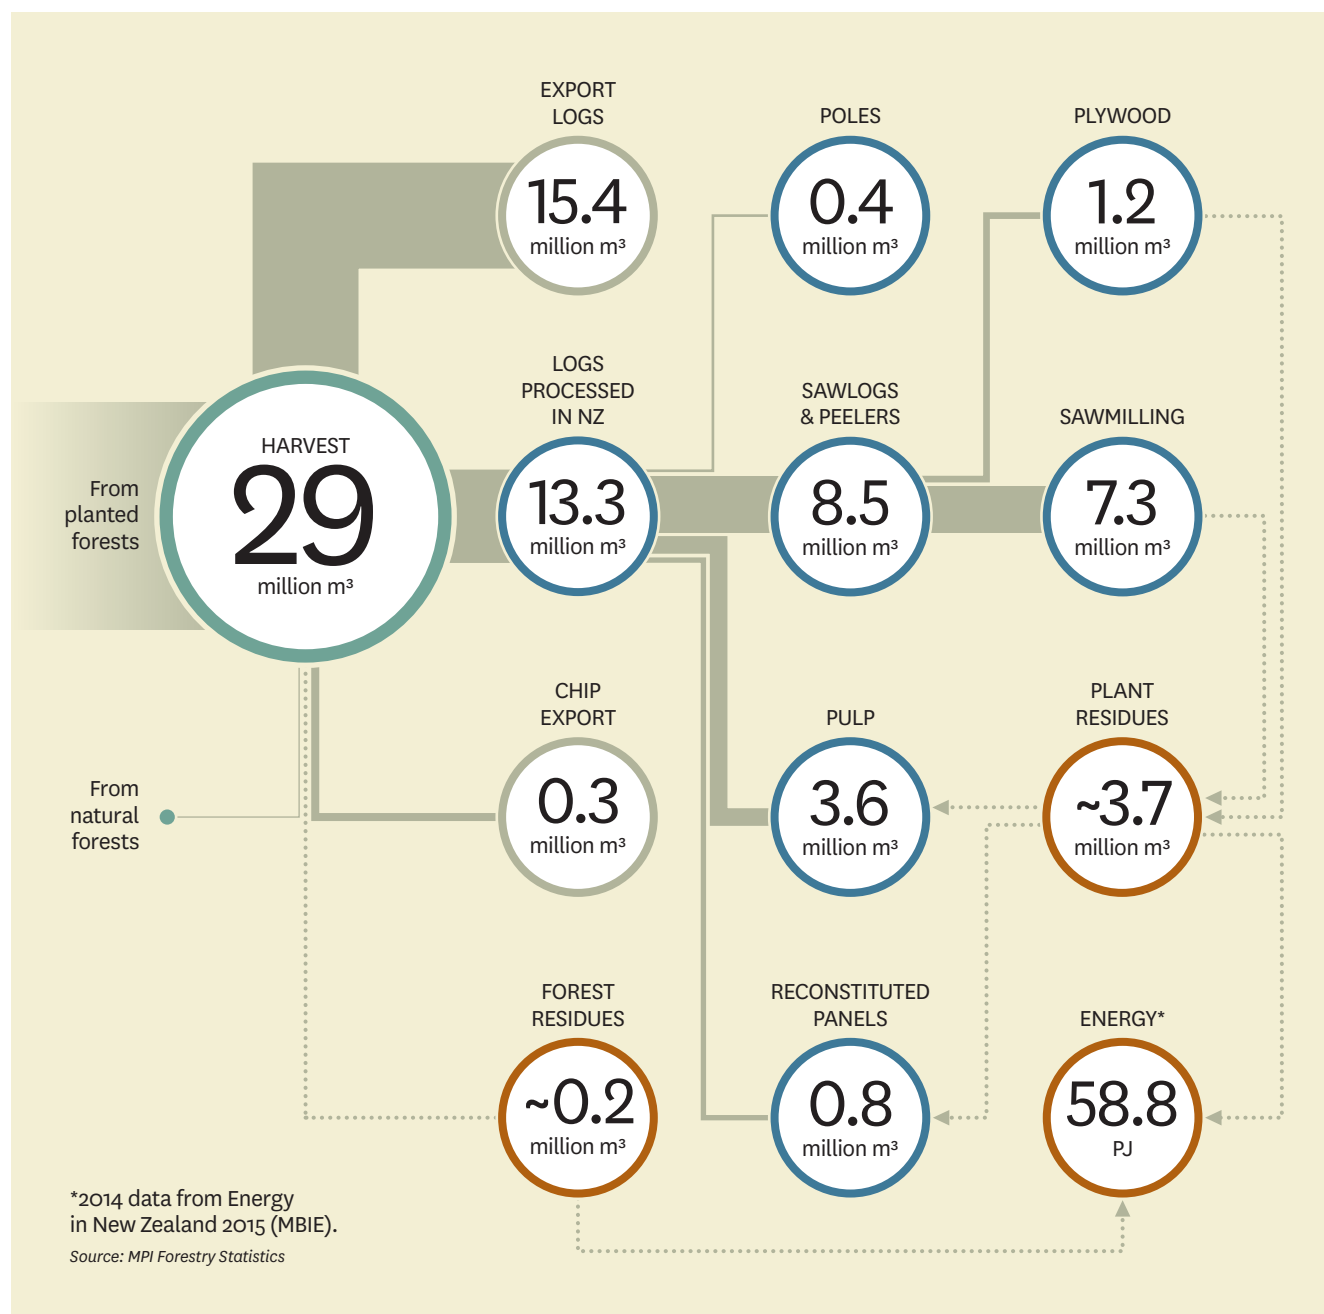 EXPORT
LOGS
15.4
million m³
POLES
0.4
million m³
PLYWOOD
1.2
million m³
From
planted
forests
HARVEST
29
million m³
LOGS
PROCESSED
IN NZ
13.3
million m³
SAWLOGS
& PEELERS
8.5
million m³
SAWMILLING
7.3
million m³
From
natural
forests
CHIP
EXPORT
0.3
million m³
PULP
3.6
million m³
PLANT
RESIDUES
~3.7
million m³
FOREST
RESIDUES
~0.2
million m³
RECONSTITUTED
PANELS
0.8
million m³
ENERGY*
58.8
PJ
*2014 data from Energy
in New Zealand 2015 (MBIE).
Source: MPI Forestry Statistics